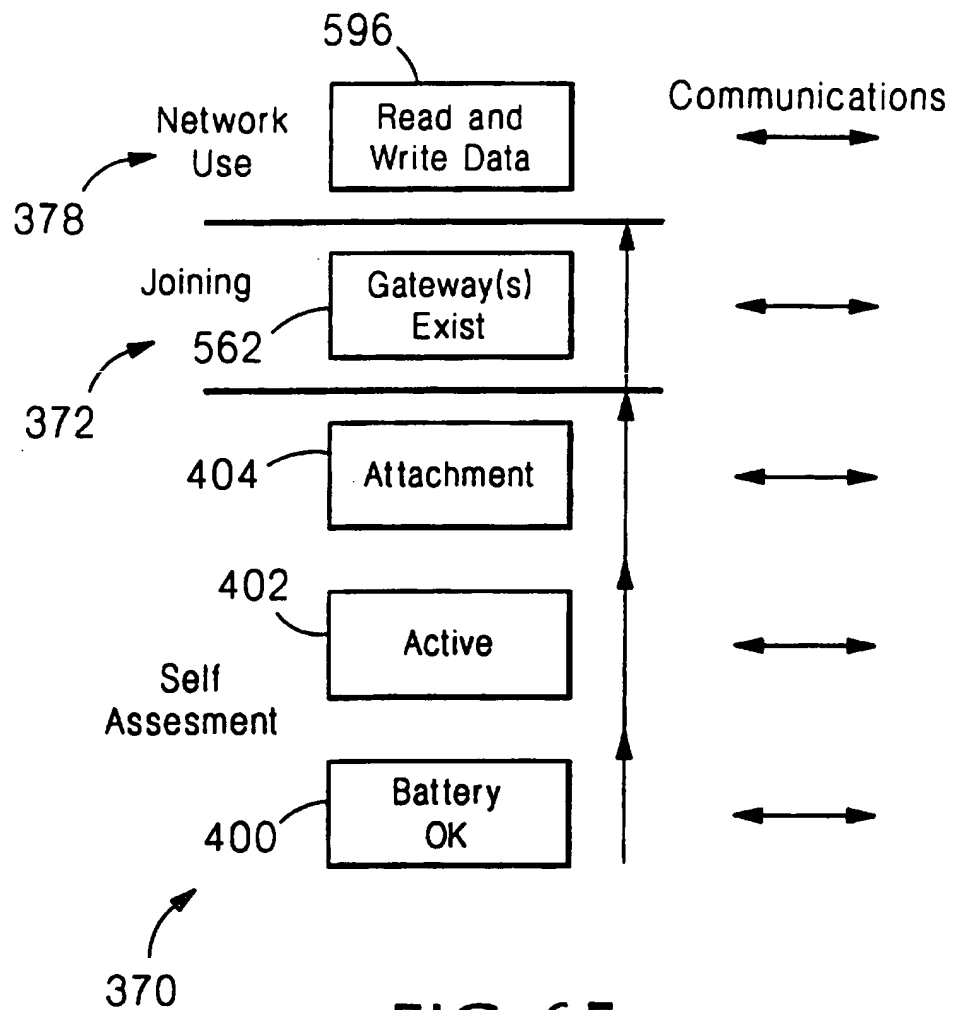 596
Network
Use
Read and
Write Data
Communications
378
Joining
Gateway(s)
Exist
562
372
404
Attachment
402
Active
Self
Assesment
Battery
OK
400
370